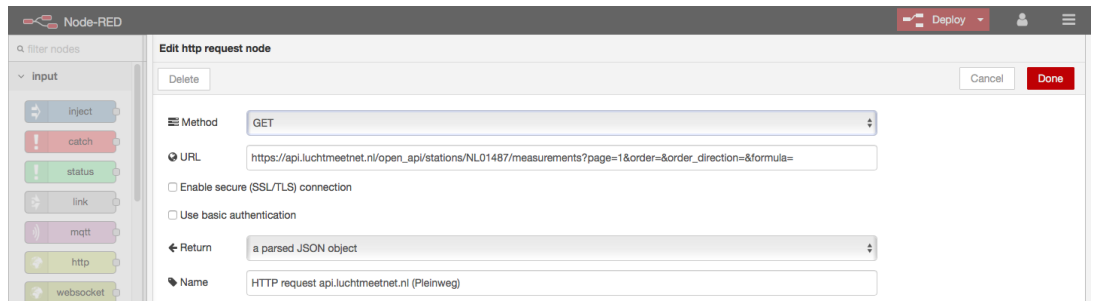 Node-RED
Deploy
filter nodes
Edit http request node
input
Delete
Cancel
Done
inject
Method
GET
catch
URL
https://api.luchtmeetnet.nl/open_api/stations/NL01487/measurements?page=1&order=&order_direction=&formula=
status
Enable secure (SSL/TLS) connection
link
Use basic authentication
mqtt
Return
a parsed JSON object
http
Name
HTTP request api.luchtmeetnet.nl (Pleinweg)
websocket